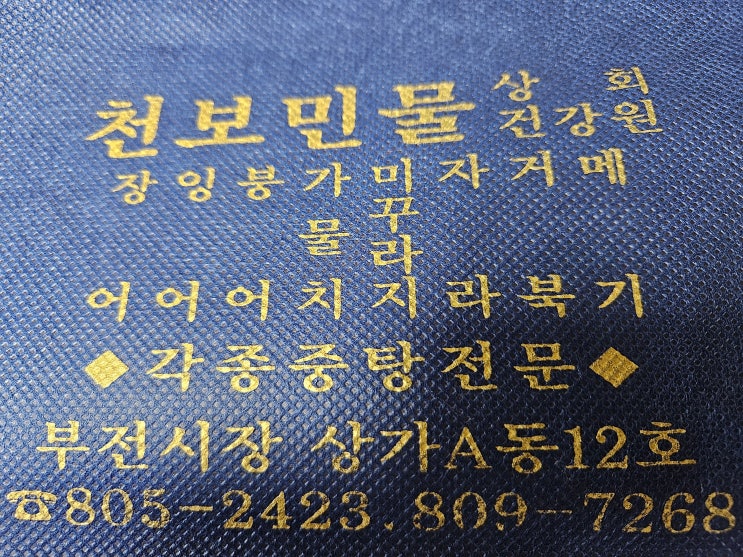 천보민물 상회
건강원
장어
잉어
붕어
가물치
미꾸라지
자라
거북
메기
◆각종중탕전문◆
부전시장 상가A동12호
☎805-2423.809-7268